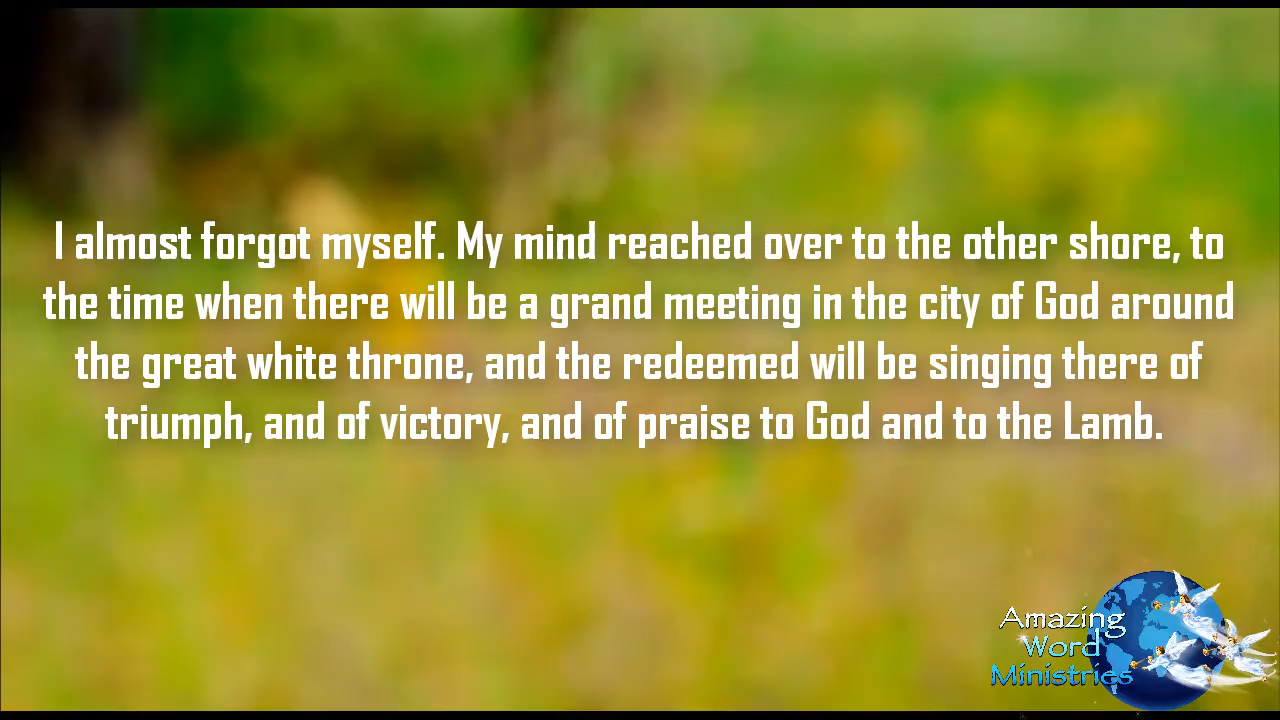 I almost forgot myself. My mind reached over to the other shore, to
the time when there will be a grand meeting in the city of God around
the great white throne, and the redeemed will be singing there of
triumph, and of victory, and of praise to God and to the Lamb.
Amazing
Word
Ministries